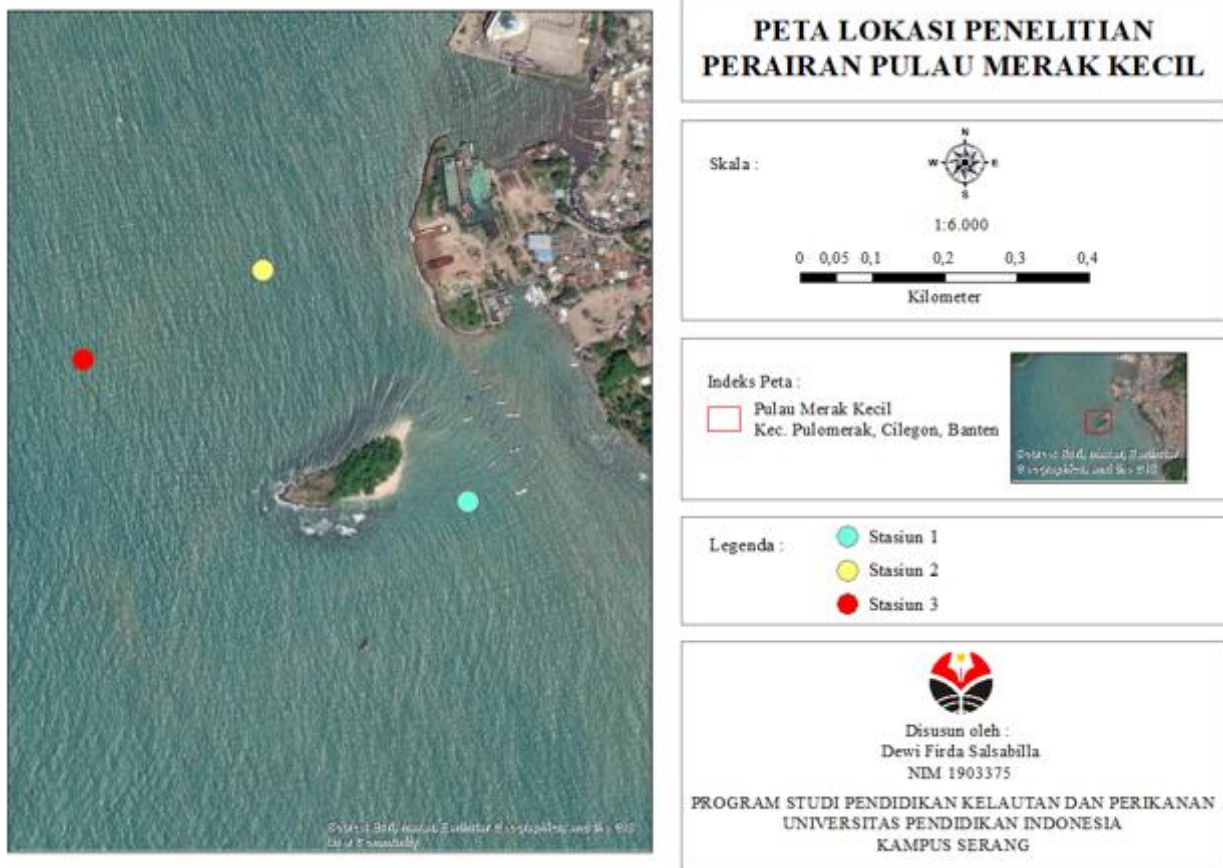 PETA LOKASI PENELITIAN
PERAIRAN PULAU MERAK KECIL
Skala :
N
W E
S
1:6.000
0 0,05 0,1 0,2 0,3 0,4
Kilometer
Indeks Peta :
Pulau Merak Kecil
Kec. Pulomerak, Cilegon, Banten
Legenda :
Stasiun 1
Stasiun 2
Stasiun 3
Disusun oleh :
Dewi Firda Salsabilla
NIM 1903375
PROGRAM STUDI PENDIDIKAN KELAUTAN DAN PERIKANAN
UNIVERSITAS PENDIDIKAN INDONESIA
KAMPUS SERANG